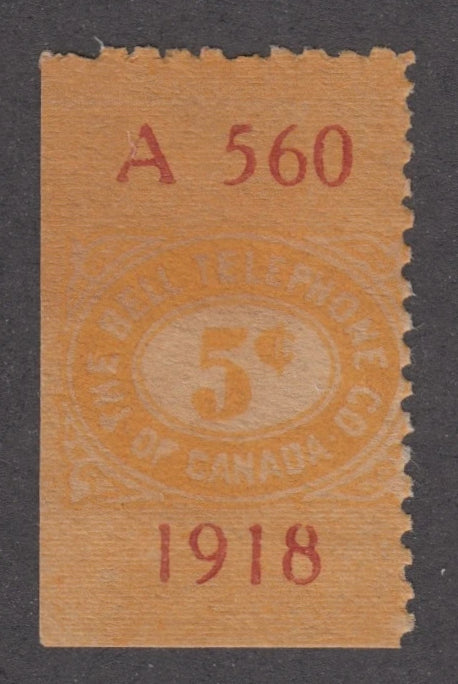 A 560
THE BELL TELEPHONE CO
5¢
OF CANADA
1918